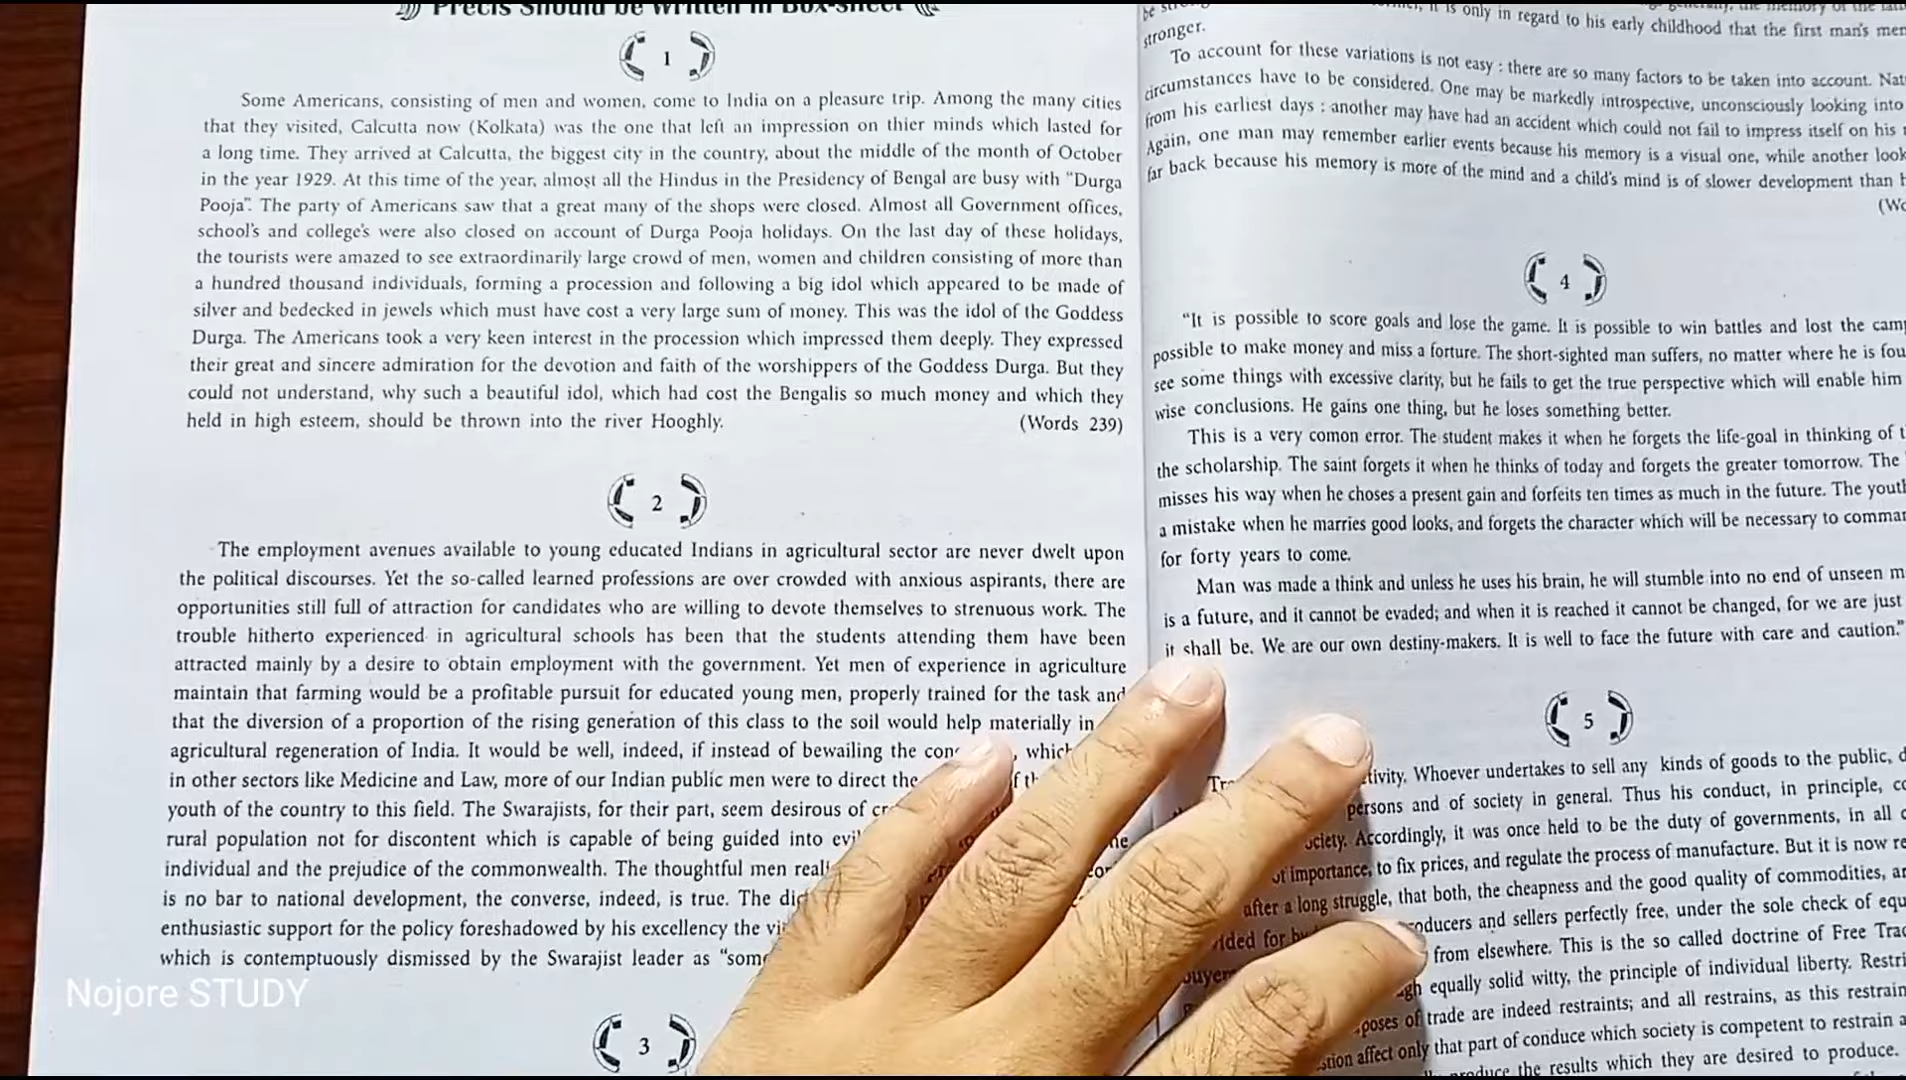 Precis Should be Written in Box-sheet
1
Some Americans, consisting of men and women, come to India on a pleasure trip. Among the many cities
that they visited, Calcutta now (Kolkata) was the one that left an impression on thier minds which lasted for
a long time. They arrived at Calcutta, the biggest city in the country, about the middle of the month of October
in the year 1929. At this time of the year, almost all the Hindus in the Presidency of Bengal are busy with "Durga
Pooja". The party of Americans saw that a great many of the shops were closed. Almost all Government offices,
school's and college's were also closed on account of Durga Pooja holidays. On the last day of these holidays,
the tourists were amazed to see extraordinarily large crowd of men, women and children consisting of more than
a hundred thousand individuals, forming a procession and following a big idol which appeared to be made of
silver and bedecked in jewels which must have cost a very large sum of money. This was the idol of the Goddess
Durga. The Americans took a very keen interest in the procession which impressed them deeply. They expressed
their great and sincere admiration for the devotion and faith of the worshippers of the Goddess Durga. But they
could not understand, why such a beautiful idol, which had cost the Bengalis so much money and which they
held in high esteem, should be thrown into the river Hooghly. (Words 239)
2
The employment avenues available to young educated Indians in agricultural sector are never dwelt upon
the political discourses. Yet the so-called learned professions are over crowded with anxious aspirants, there are
opportunities still full of attraction for candidates who are willing to devote themselves to strenuous work. The
trouble hitherto experienced in agricultural schools has been that the students attending them have been
attracted mainly by a desire to obtain employment with the government. Yet men of experience in agriculture
maintain that farming would be a profitable pursuit for educated young men, properly trained for the task and
that the diversion of a proportion of the rising generation of this class to the soil would help materially in
agricultural regeneration of India. It would be well, indeed, if instead of bewailing the
in other sectors like Medicine and Law, more of our Indian public men were to direct the
youth of the country to this field. The Swarajists, for their part, seem desirous of
rural population not for discontent which is capable of being guided into
individual and the prejudice of the commonwealth. The thoughtful men
is no bar to national development, the converse, indeed, is true. The
enthusiastic support for the policy foreshadowed by his excellency the
which is contemptuously dismissed by the Swarajist leader as
3
it is only in regard to his early childhood that the first man's
stronger.
To account for these variations is not easy : there are so many factors to be taken into account.
circumstances have to be considered. One may be markedly introspective, unconsciously looking into
from his earliest days : another may have had an accident which could not fail to impress itself on his
Again, one man may remember earlier events because his memory is a visual one, while another
far back because his memory is more of the mind and a child's mind is of slower development than
4
"It is possible to score goals and lose the game. It is possible to win battles and lost the
possible to make money and miss a forture. The short-sighted man suffers, no matter where he is
see some things with excessive clarity, but he fails to get the true perspective which will enable him
wise conclusions. He gains one thing, but he loses something better.
This is a very comon error. The student makes it when he forgets the life-goal in thinking of
the scholarship. The saint forgets it when he thinks of today and forgets the greater tomorrow. The
misses his way when he choses a present gain and forfeits ten times as much in the future. The
a mistake when he marries good looks, and forgets the character which will be necessary to
for forty years to come.
Man was made a think and unless he uses his brain, he will stumble into no end of unseen
is a future, and it cannot be evaded; and when it is reached it cannot be changed, for we are just
it shall be. We are our own destiny-makers. It is well to face the future with care and caution."
5
Whoever undertakes to sell any kinds of goods to the public,
persons and of society in general. Thus his conduct, in principle,
Accordingly, it was once held to be the duty of governments, in all
importance, to fix prices, and regulate the process of manufacture. But it is now
after a long struggle, that both, the cheapness and the good quality of commodities,
and sellers perfectly free, under the sole check of
from elsewhere. This is the so called doctrine of Free
equally solid witty, the principle of individual liberty.
of trade are indeed restraints; and all restrains, as this
affect only that part of conduce which society is competent to restrain
the results which they are desired to produce.
Nojore STUDY